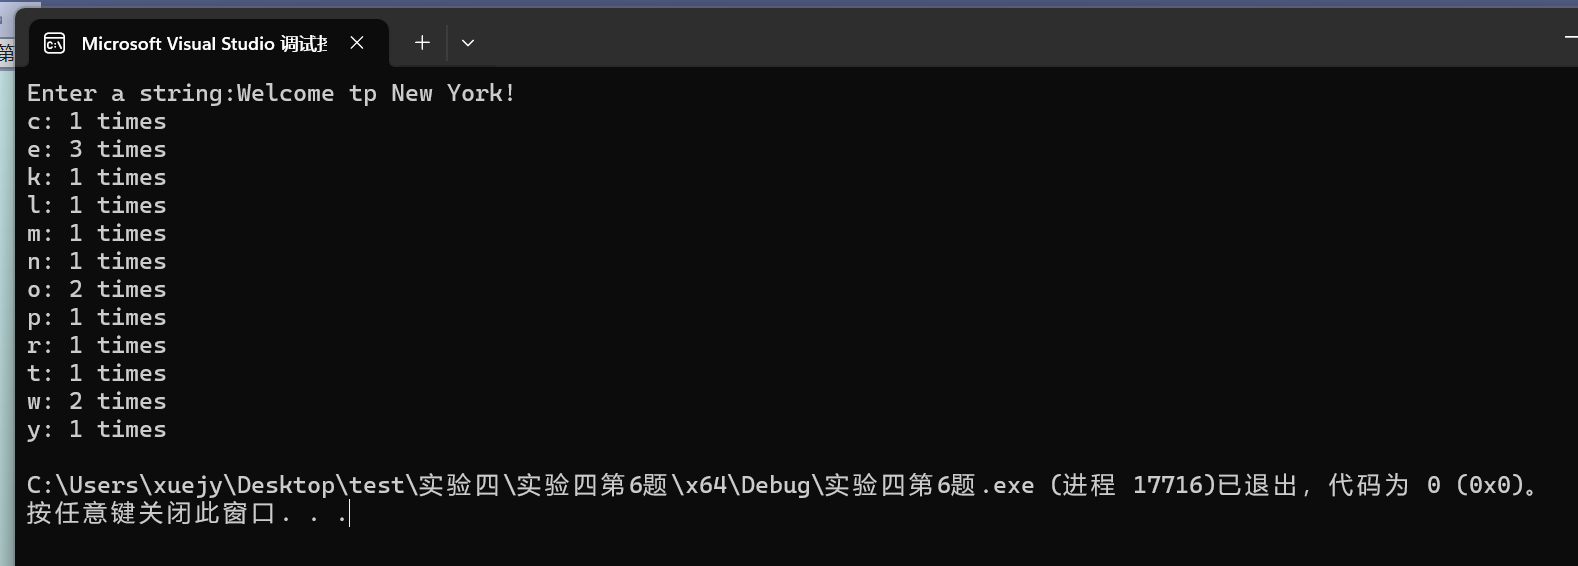 第
Microsoft Visual Studio 调试
Enter a string:Welcome tp New York!
c: 1 times
e: 3 times
k: 1 times
l: 1 times
m: 1 times
n: 1 times
o: 2 times
p: 1 times
r: 1 times
t: 1 times
w: 2 times
y: 1 times
C:\Users\xuejy\Desktop\test\实验四\实验四第6题\x64\Debug\实验四第6题.exe (进程 17716)已退出，代码为 0 (0x0)。
按任意键关闭此窗口. . .